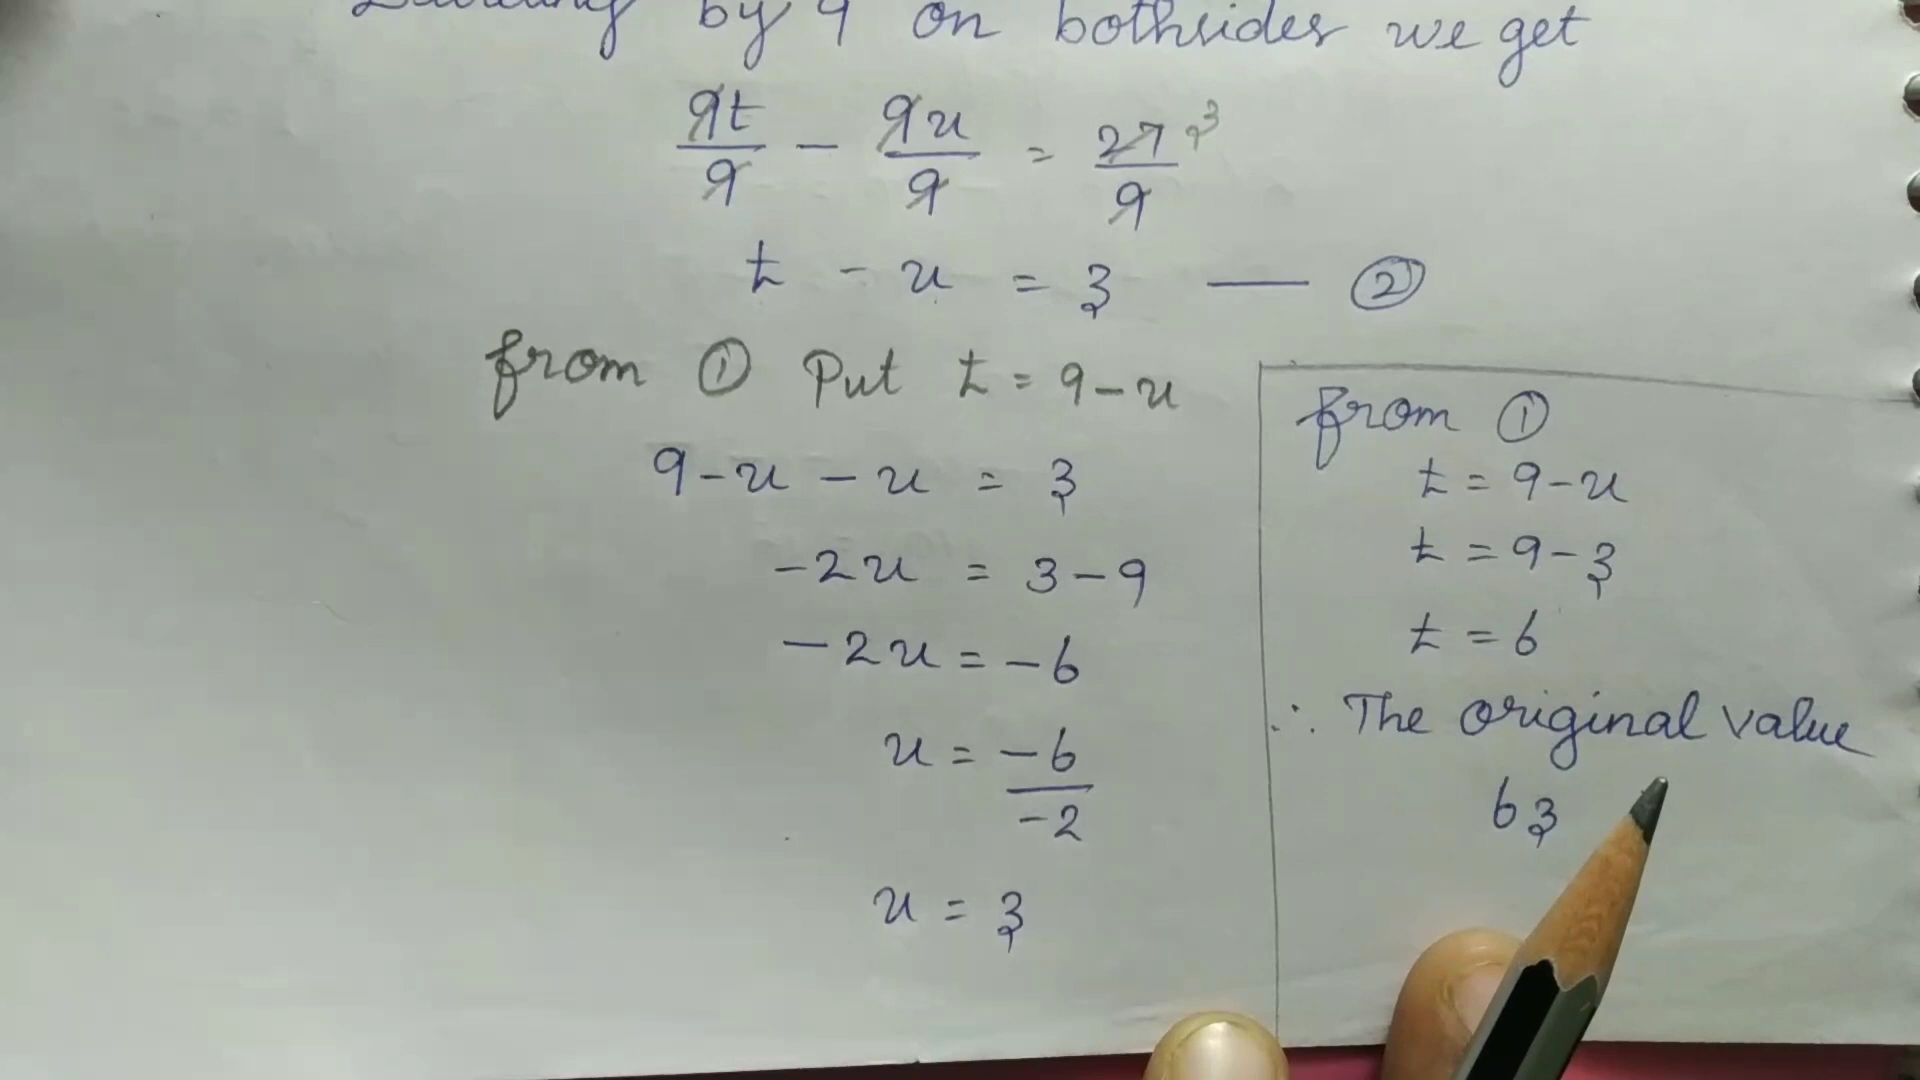 by 9 on bothsides we get
9t/9 - 9u/9 = 27/9 3
t - u = 3 — ②
from ① Put t = 9-u
9-u - u = 3
-2u = 3-9
-2u = -6
u = -6/-2
u = 3
from ①
t = 9-u
t = 9-3
t = 6
∴ The original value
63